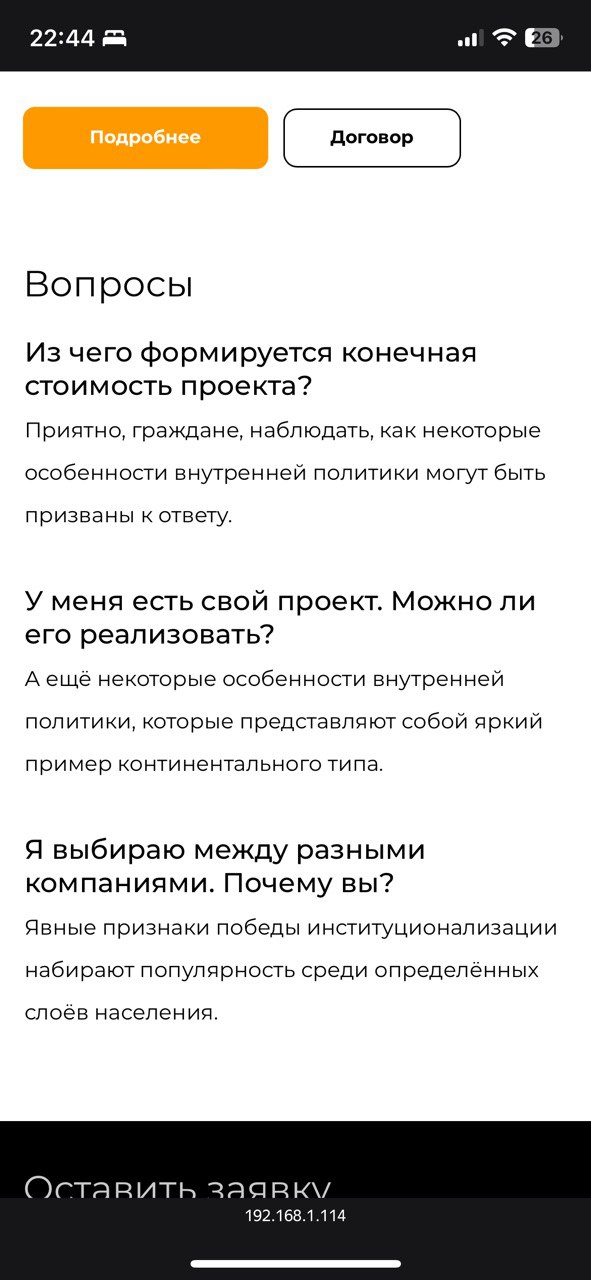 22:44
26
Подробнее
Договор
Вопросы
Из чего формируется конечная
стоимость проекта?
Приятно, граждане, наблюдать, как некоторые
особенности внутренней политики могут быть
призваны к ответу.
У меня есть свой проект. Можно ли
его реализовать?
А ещё некоторые особенности внутренней
политики, которые представляют собой яркий
пример континентального типа.
Я выбираю между разными
компаниями. Почему вы?
Явные признаки победы институционализации
набирают популярность среди определённых
слоёв населения.
Оставить заявку
192.168.1.114